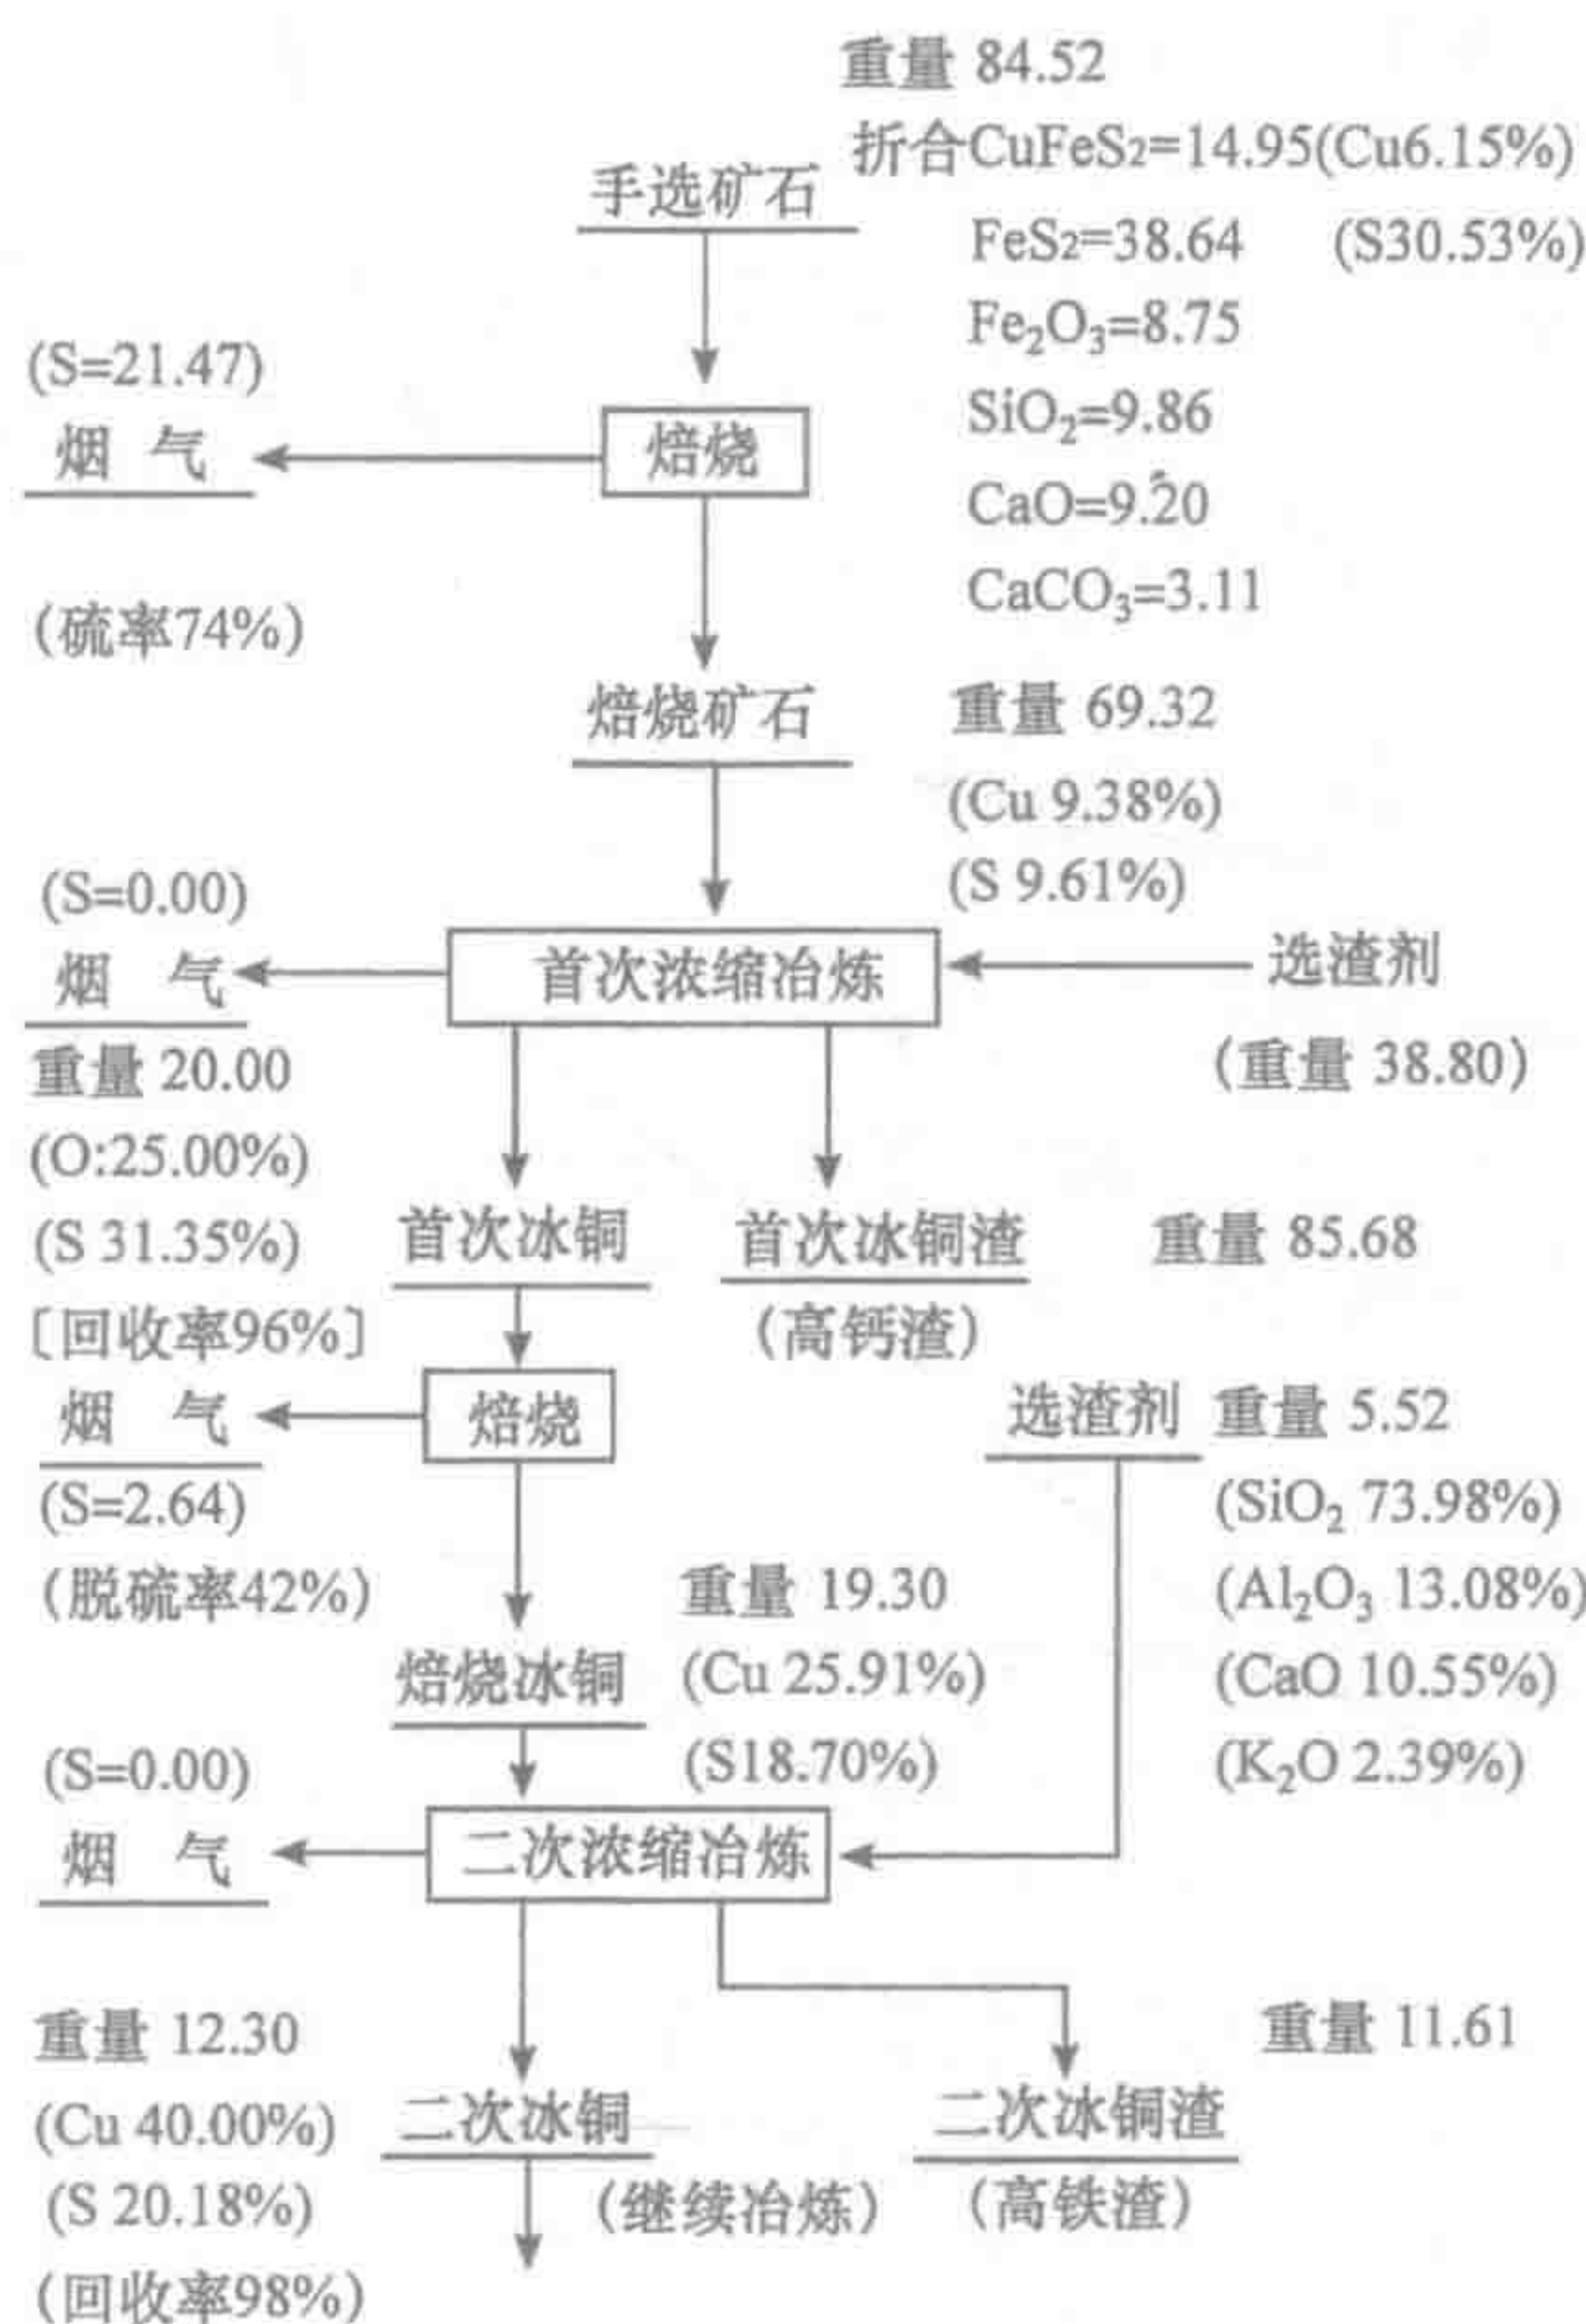 重量 84.52
折合CuFeS2=14.95(Cu6.15%)
手选矿石
FeS2=38.64 (S30.53%)
Fe2O3=8.75
(S=21.47)
SiO2=9.86
烟 气
焙烧
CaO=9.20
CaCO3=3.11
(硫率74%)
焙烧矿石
重量 69.32
(Cu 9.38%)
(S 9.61%)
(S=0.00)
烟 气
首次浓缩冶炼
选渣剂
(重量 38.80)
重量 20.00
(O:25.00%)
(S 31.35%)
〔回收率96%〕
首次冰铜
首次冰铜渣
重量 85.68
(高钙渣)
烟 气
焙烧
选渣剂 重量 5.52
(SiO2 73.98%)
(Al2O3 13.08%)
(CaO 10.55%)
(K2O 2.39%)
(S=2.64)
(脱硫率42%)
焙烧冰铜
重量 19.30
(Cu 25.91%)
(S18.70%)
(S=0.00)
烟 气
二次浓缩冶炼
重量 12.30
(Cu 40.00%)
(S 20.18%)
(回收率98%)
二次冰铜
(继续冶炼)
重量 11.61
二次冰铜渣
(高铁渣)